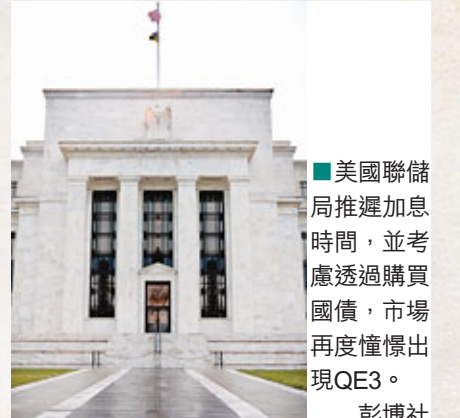 ■美國聯儲
局推遲加息
時間，並考
慮透過購買
國債，市場
再度憧憬出
現QE3。
彭博社